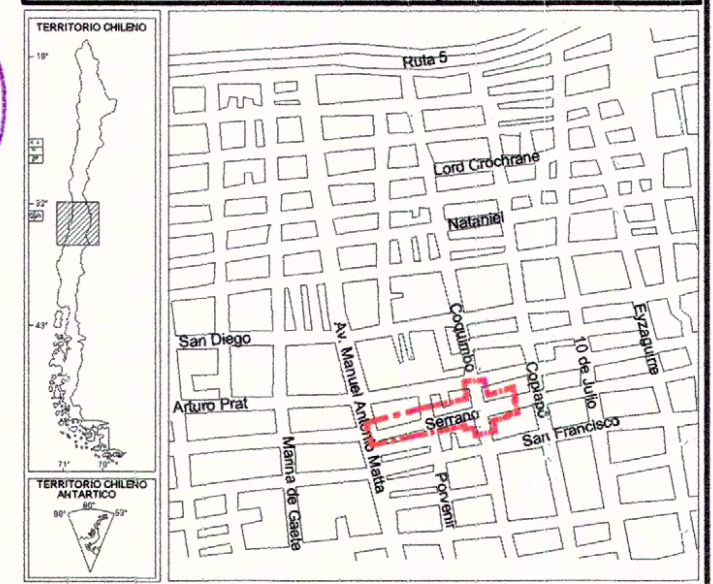 TERRITORIO CHILENO
18°
32°
43°
71°
70°
TERRITORIO CHILENO
ANTARTICO
90°
53°
Ruta 5
Lord Crochrane
Nataniel
San Diego
Av. Manuel Antonio Matta
Coquimbo
Copiapo
10 de Julio
Eyzaguirre
Arturo Prat
Serrano
San Francisco
Marina de Gaete
Porvenir